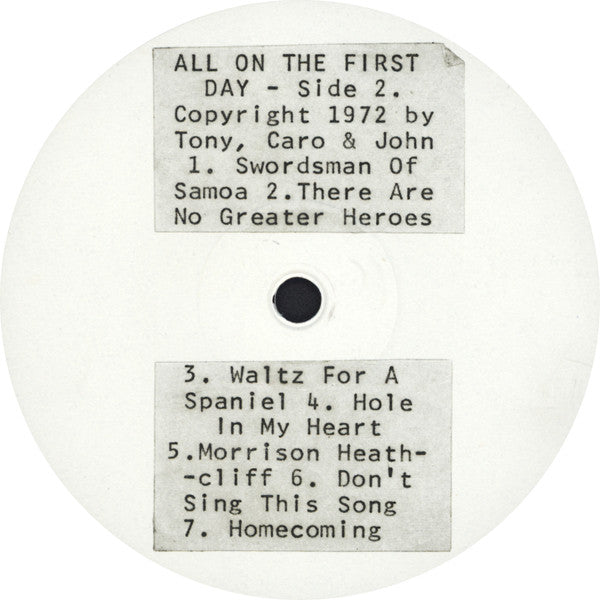 ALL ON THE FIRST
DAY - Side 2.
Copyright 1972 by
Tony, Caro & John
1. Swordsman Of
Samoa 2.There Are
No Greater Heroes
3. Waltz For A
Spaniel 4. Hole
In My Heart
5.Morrison Heath-
-cliff 6. Don't
Sing This Song
7. Homecoming